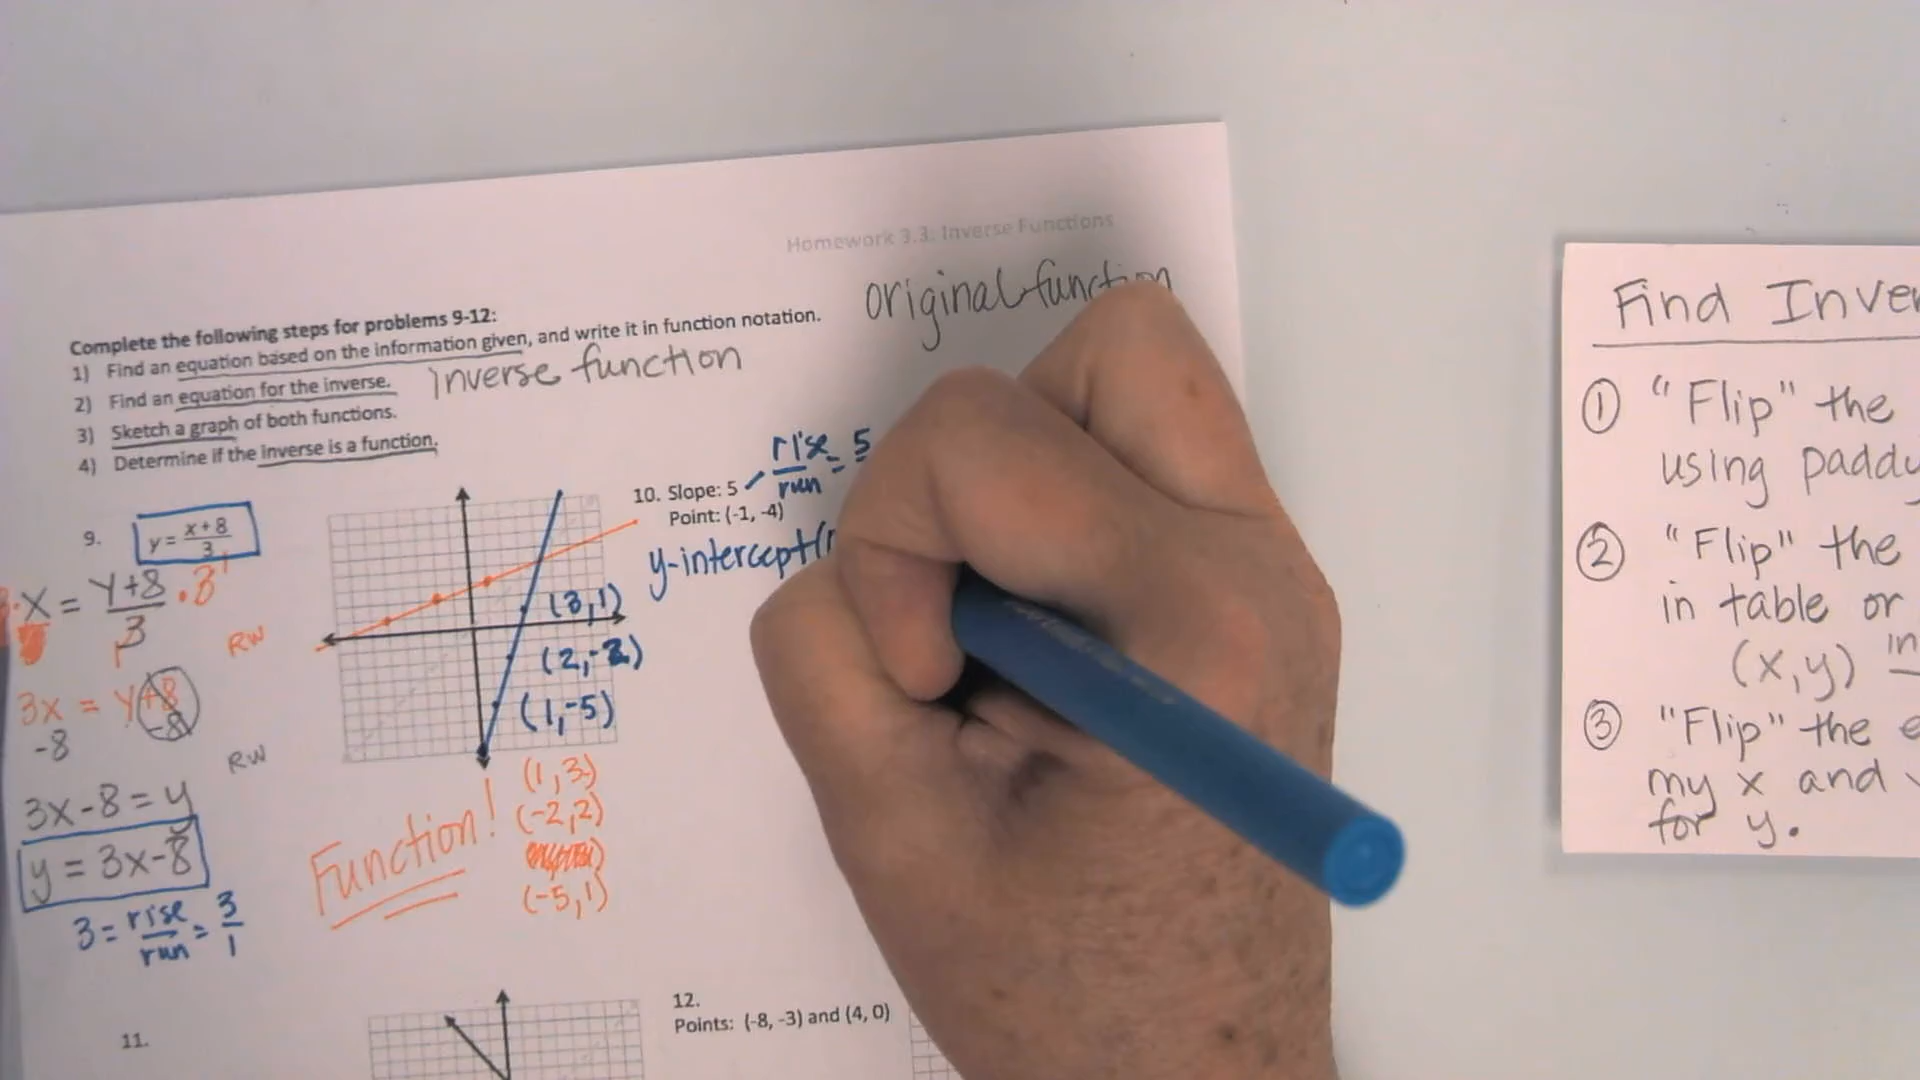 Homework 3.3: Inverse Functions
original function
Complete the following steps for problems 9-12:
1) Find an equation based on the information given, and write it in function notation.
2) Find an equation for the inverse. Inverse function
3) Sketch a graph of both functions.
4) Determine if the inverse is a function.
9. y = x+8 / 3
x = y+8 / 3 · 3
RW
3x = y+8
-8 -8
RW
3x-8 = y
y = 3x-8
3 = rise / run = 3 / 1
(3,1)
(2,-2)
(1,-5)
Function!
(1,3)
(-2,2)
(-5,1)
10. Slope: 5 rise / run = 5
Point: (-1, -4)
y-intercept
11.
12.
Points: (-8, -3) and (4, 0)
Find
① "Flip" the
using
② "Flip" the
in table or
(x,y)
③ "Flip" the
my x and
for y.